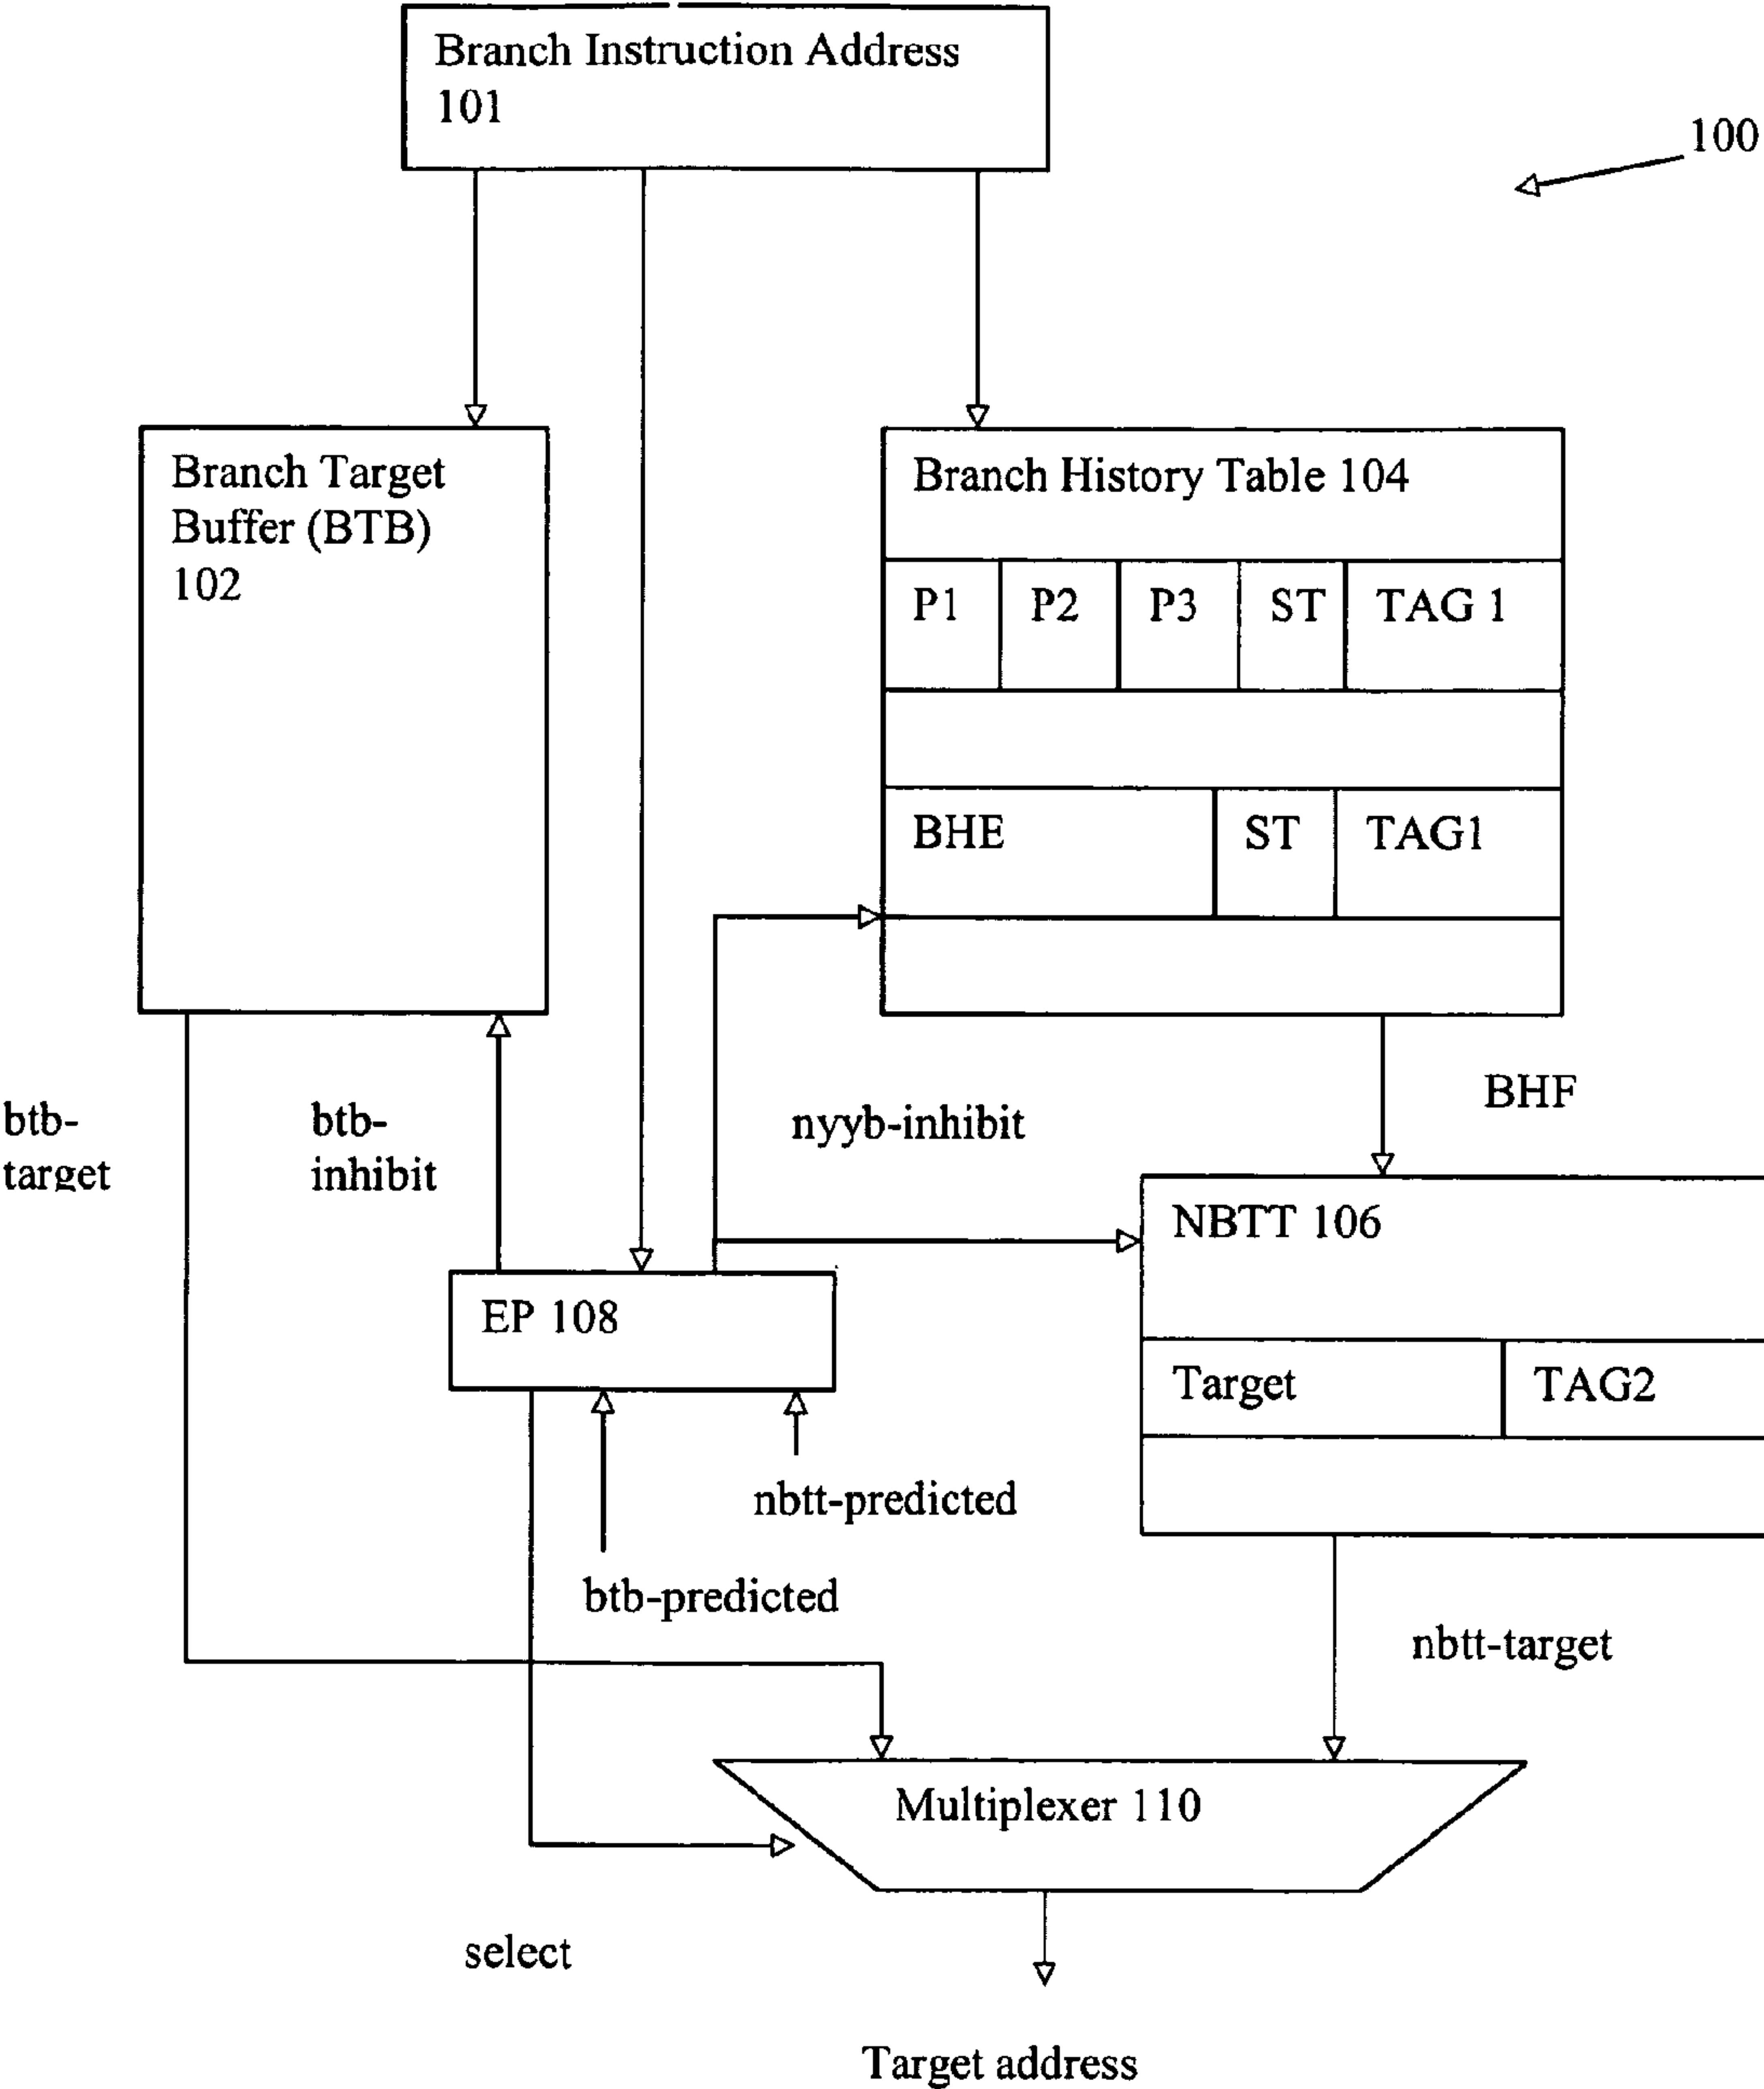 Branch Instruction Address
101
100
Branch Target
Buffer (BTB)
102
Branch History Table 104
P1 P2 P3 ST TAG 1
BHE ST TAG1
btb-
target
btb-
inhibit
nyyb-inhibit
BHF
NBTT 106
EP 108
Target TAG2
nbtt-predicted
btb-predicted
nbtt-target
Multiplexer 110
select
Target address